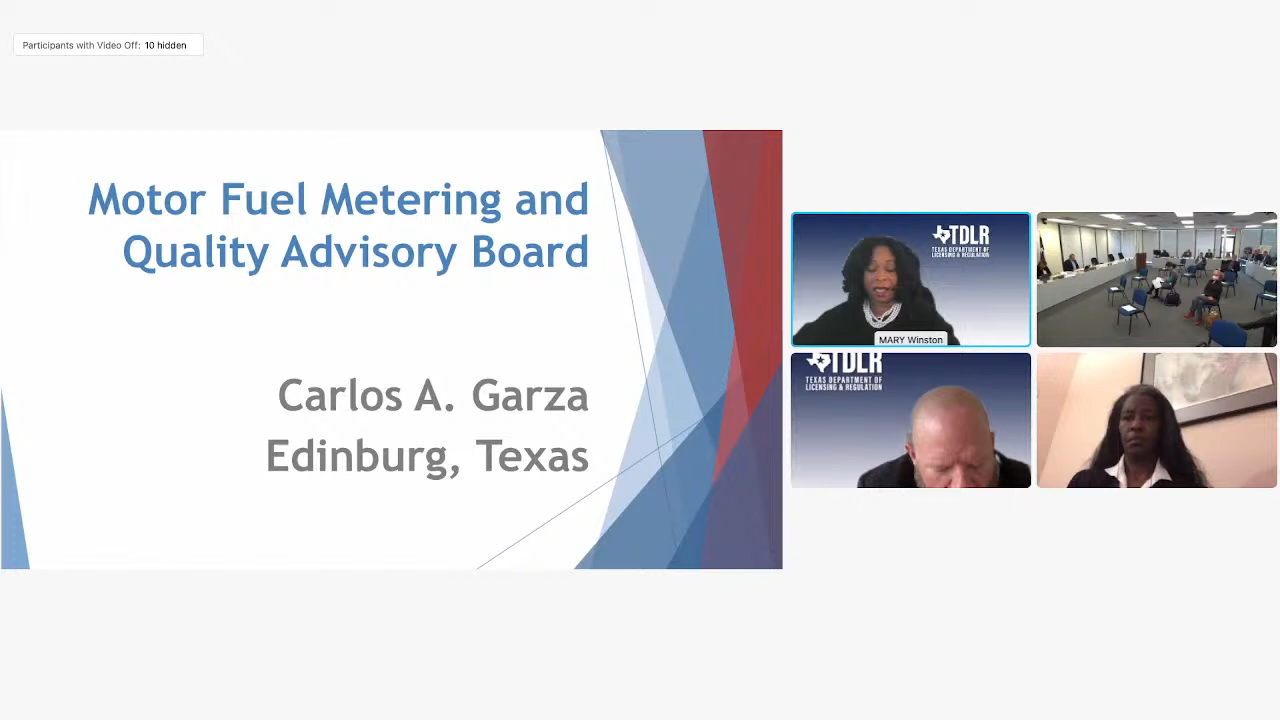 Participants with Video Off: 10 hidden
Motor Fuel Metering and
Quality Advisory Board
Carlos A. Garza
Edinburg, Texas
TDLR
TEXAS DEPARTMENT OF
LICENSING & REGULATION
MARY Winston
TDLR
TEXAS DEPARTMENT OF
LICENSING & REGULATION